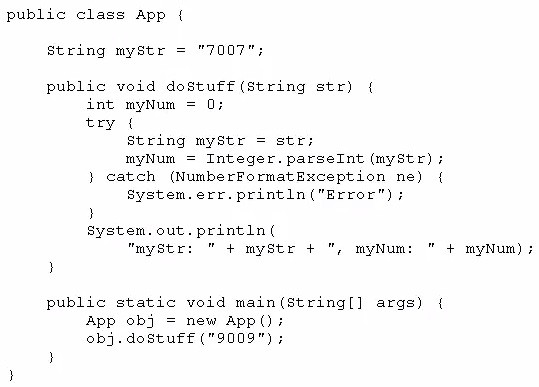 public class App {
String myStr = "7007";
public void doStuff(String str) {
int myNum = 0;
try {
String myStr = str;
myNum = Integer.parseInt(myStr);
} catch (NumberFormatException ne) {
System.err.println("Error");
}
System.out.println(
"myStr: " + myStr + ", myNum: " + myNum);
}
public static void main(String[] args) {
App obj = new App();
obj.doStuff("9009");
}
}